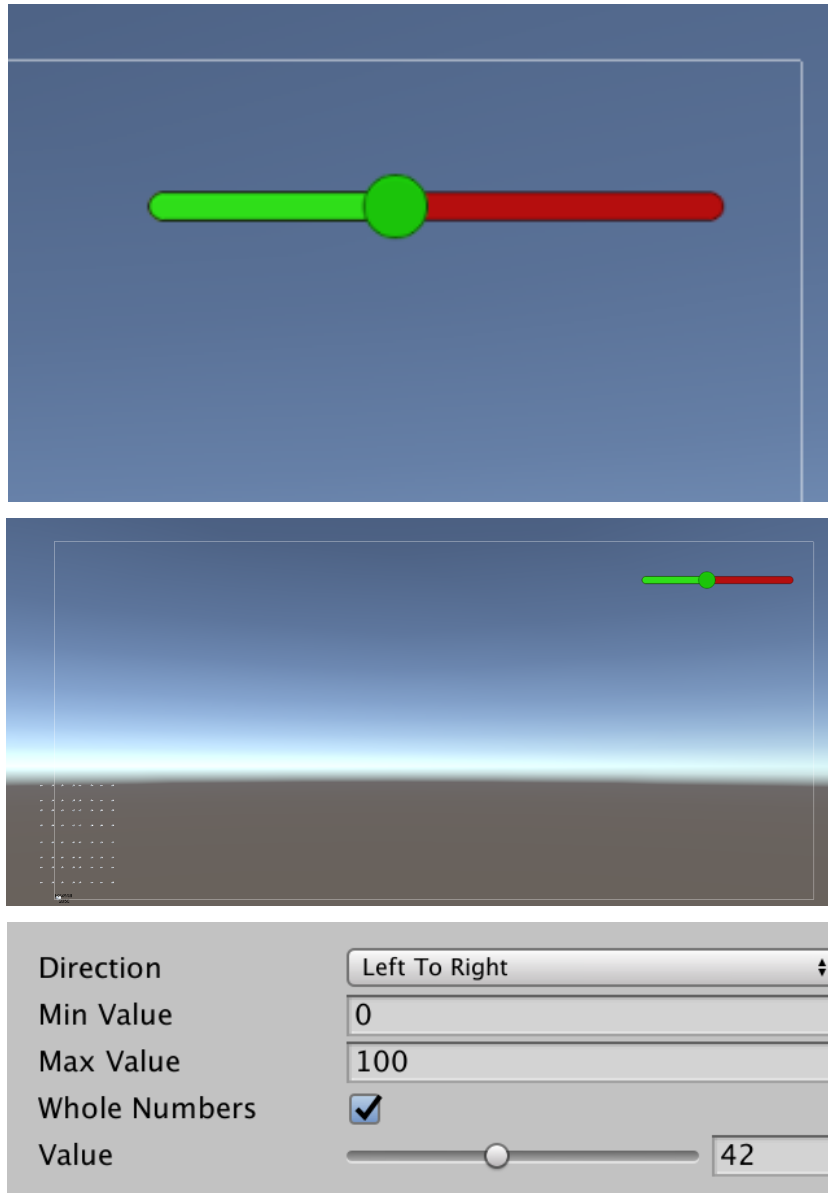 Direction
Left To Right
Min Value
0
Max Value
100
Whole Numbers
Value
42